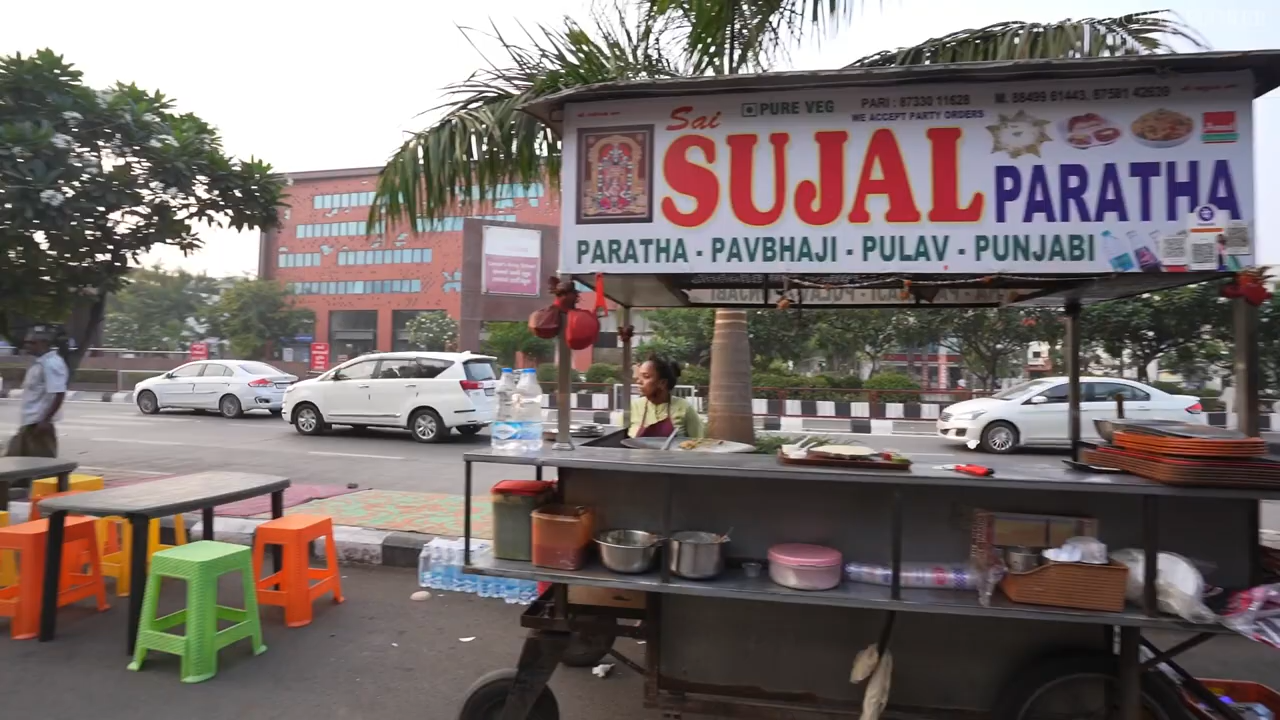 Sai
PURE VEG
PARI : 87330 11628
M. 88499 61443, 87581 42639
WE ACCEPT PARTY ORDERS
SUJAL PARATHA
PARATHA - PAVBHAJI - PULAV - PUNJABI